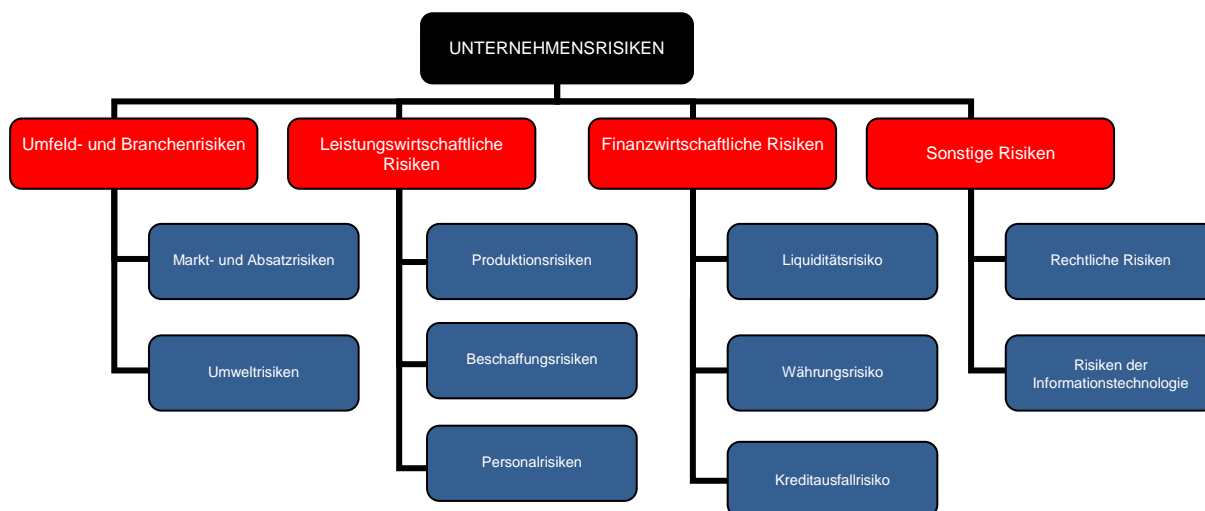 UNTERNEHMENSRISIKEN
Umfeld- und Branchenrisiken
Leistungswirtschaftliche
Risiken
Finanzwirtschaftliche Risiken
Sonstige Risiken
Markt- und Absatzrisiken
Umweltrisiken
Produktionsrisiken
Beschaffungsrisiken
Personalrisiken
Liquiditätsrisiko
Währungsrisiko
Kreditausfallrisiko
Rechtliche Risiken
Risiken der
Informationstechnologie